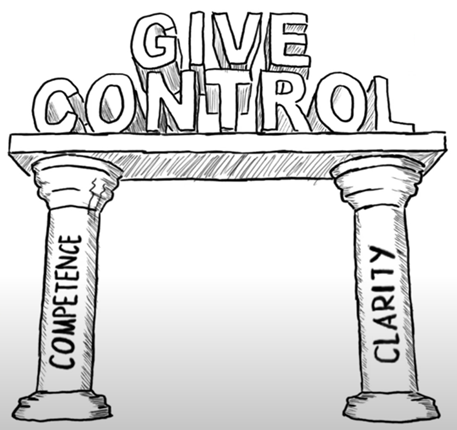 GIVE
CONTROL
COMPETENCE
CLARITY